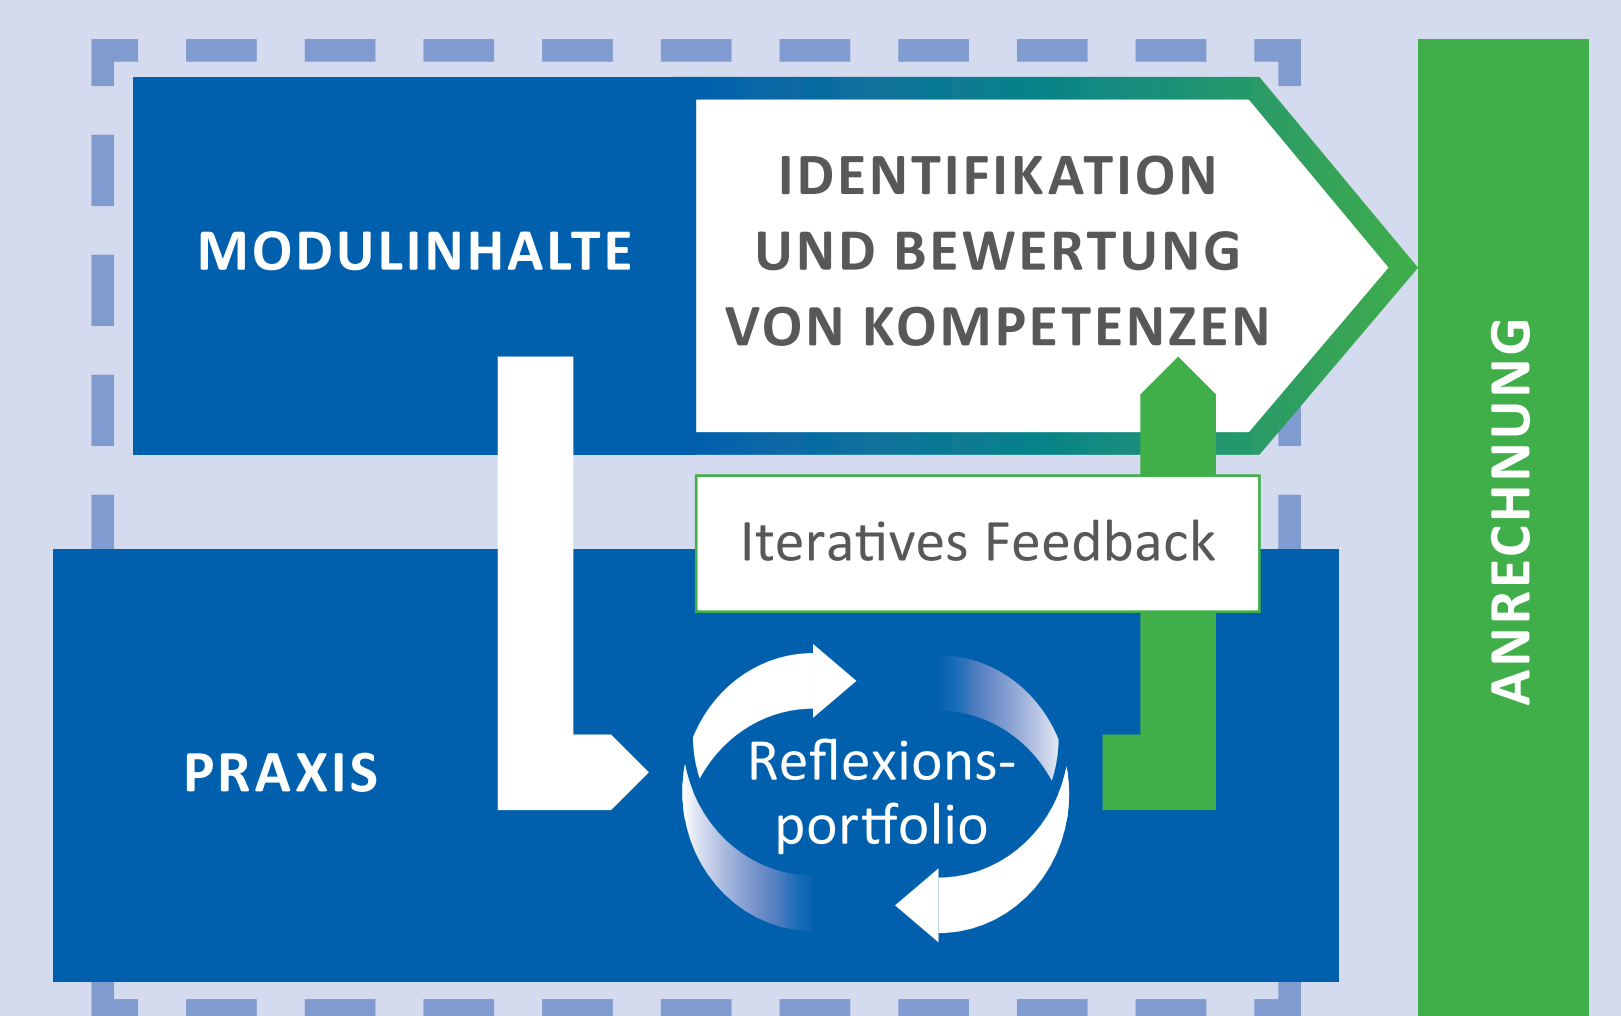 MODULINHALTE
IDENTIFIKATION
UND BEWERTUNG
VON KOMPETENZEN
Iteratives Feedback
PRAXIS
Reflexions-
portfolio
ANRECHNUNG